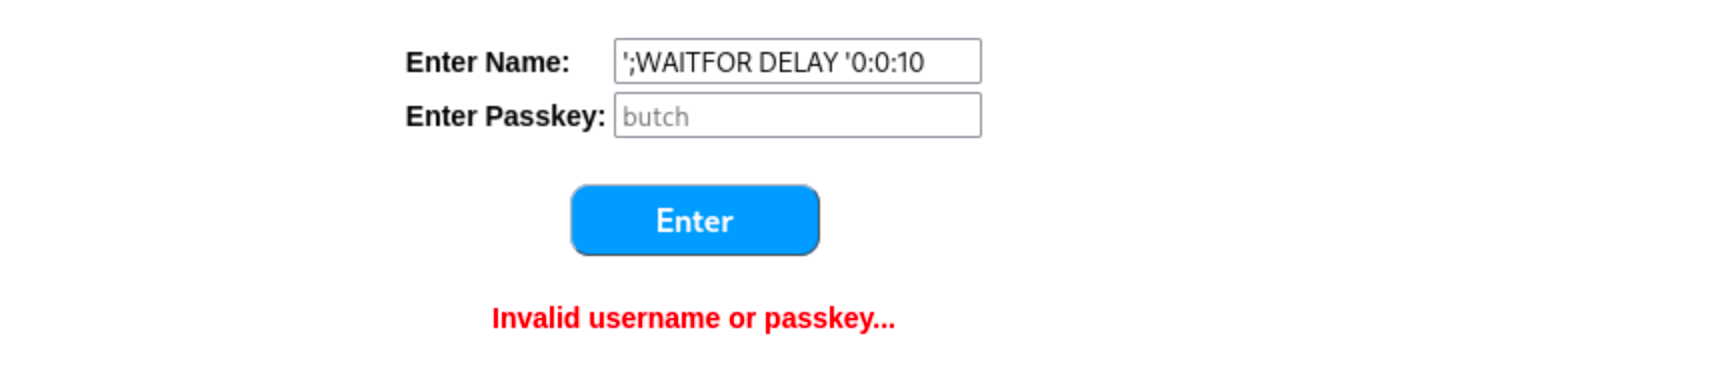 Enter Name: ';WAITFOR DELAY '0:0:10
Enter Passkey: butch
Enter
Invalid username or passkey...